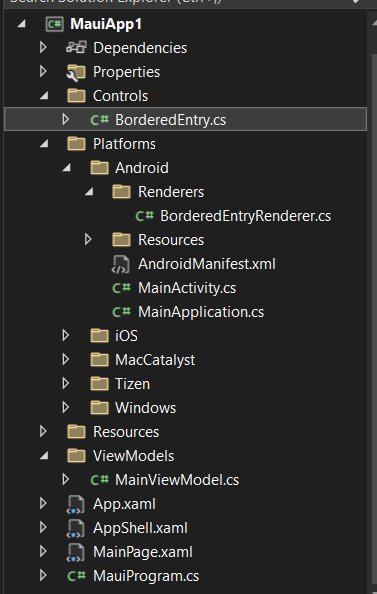 Search Solution Explorer (Ctrl+;)
MauiApp1
Dependencies
Properties
Controls
C# BorderedEntry.cs
Platforms
Android
Renderers
C# BorderedEntryRenderer.cs
Resources
AndroidManifest.xml
C# MainActivity.cs
C# MainApplication.cs
iOS
MacCatalyst
Tizen
Windows
Resources
ViewModels
C# MainViewModel.cs
App.xaml
AppShell.xaml
MainPage.xaml
C# MauiProgram.cs